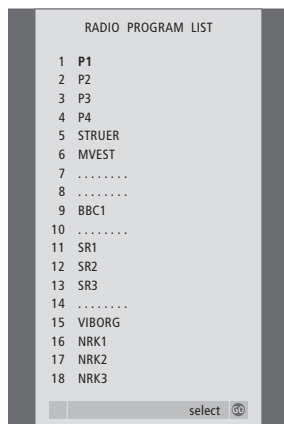 RADIO PROGRAM LIST
1 P1
2 P2
3 P3
4 P4
5 STRUER
6 MVEST
7 ........
8 ........
9 BBC1
10 ........
11 SR1
12 SR2
13 SR3
14 ........
15 VIBORG
16 NRK1
17 NRK2
18 NRK3
select GO